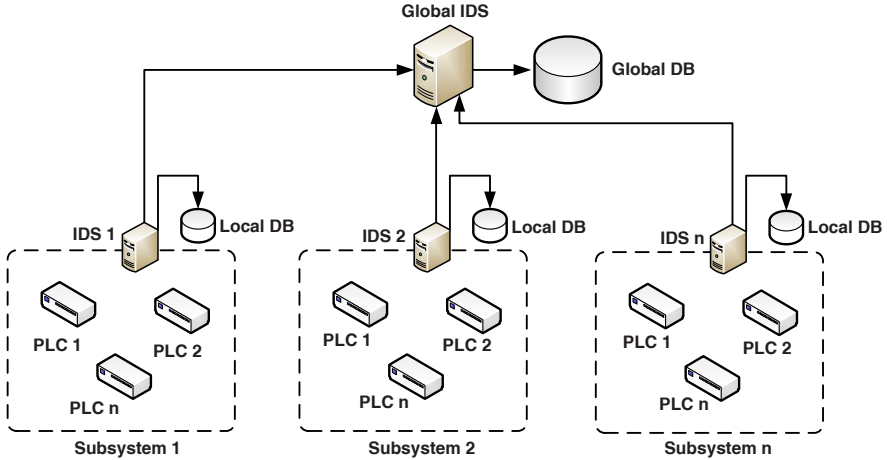 Global IDS
Global DB
IDS 1
Local DB
IDS 2
Local DB
IDS n
Local DB
PLC 1
PLC 2
PLC n
PLC 1
PLC 2
PLC n
PLC 1
PLC 2
PLC n
Subsystem 1
Subsystem 2
Subsystem n